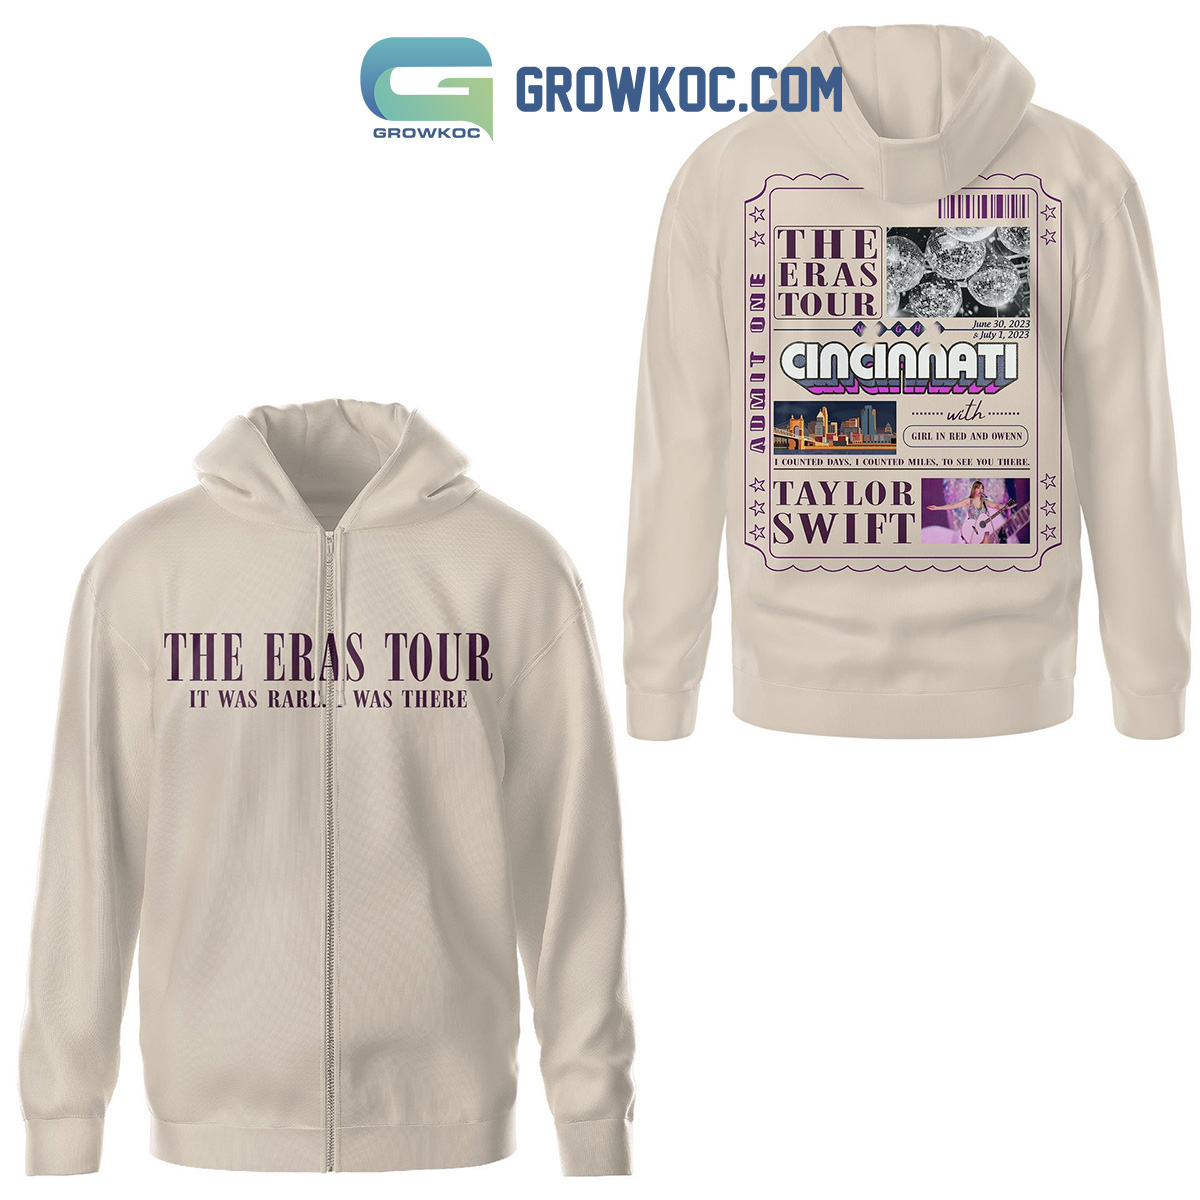 GROWKOC
GROWKOC.COM
THE
ERAS
TOUR
June 30, 2023
& July 1, 2023
CINCINNATI
ADMIT ONE
with
GIRL IN RED AND OWENN
I COUNTED DAYS, I COUNTED MILES, TO SEE YOU THERE.
TAYLOR
SWIFT
THE ERAS TOUR
IT WAS RARE. I WAS THERE